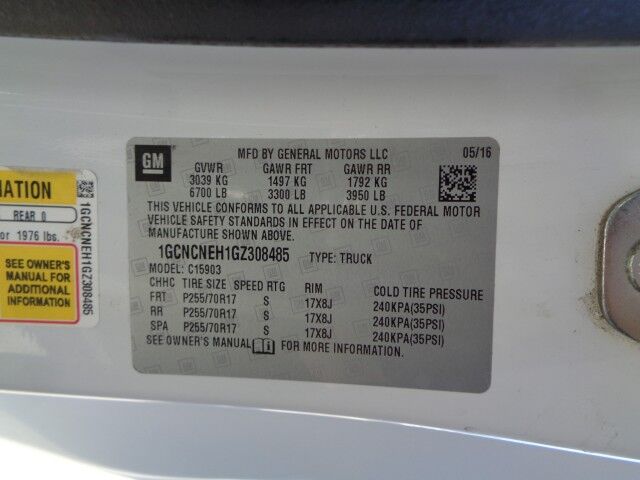 MATION
REAR 0
or 1976 lbs.
SEE OWNER'S
MANUAL FOR
ADDITIONAL
INFORMATION
1GCNCNEH1GZ308485
GM
MFD BY GENERAL MOTORS LLC 05/16
GVWR GAWR FRT GAWR RR
3039 KG 1497 KG 1792 KG
6700 LB 3300 LB 3950 LB
THIS VEHICLE CONFORMS TO ALL APPLICABLE U.S. FEDERAL MOTOR
VEHICLE SAFETY STANDARDS IN EFFECT ON THE DATE OF
MANUFACTURE SHOWN ABOVE.
1GCNCNEH1GZ308485 TYPE: TRUCK
MODEL: C15903
CHHC TIRE SIZE SPEED RTG RIM COLD TIRE PRESSURE
FRT P255/70R17 S 17X8J 240KPA(35PSI)
RR P255/70R17 S 17X8J 240KPA(35PSI)
SPA P255/70R17 S 17X8J 240KPA(35PSI)
SEE OWNER'S MANUAL FOR MORE INFORMATION.